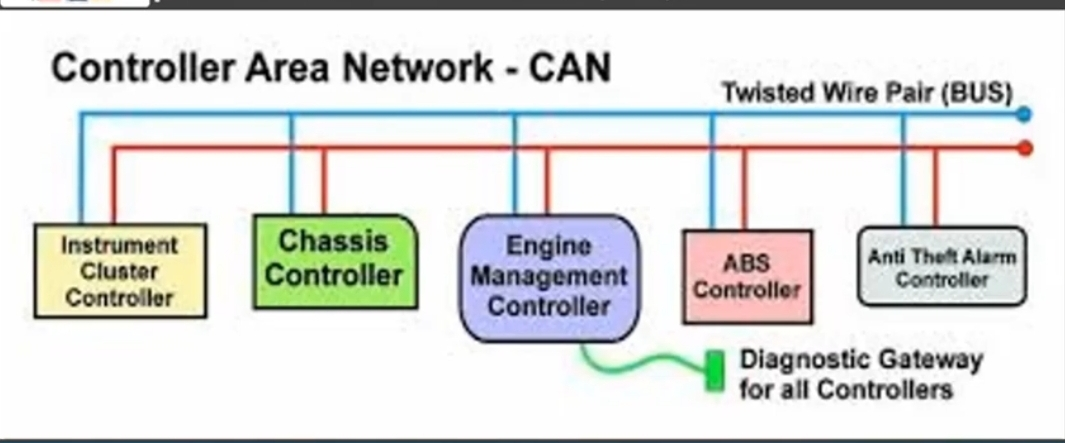 Controller Area Network - CAN
Twisted Wire Pair (BUS)
Instrument
Cluster
Controller
Chassis
Controller
Engine
Management
Controller
ABS
Controller
Anti Theft Alarm
Controller
Diagnostic Gateway
for all Controllers